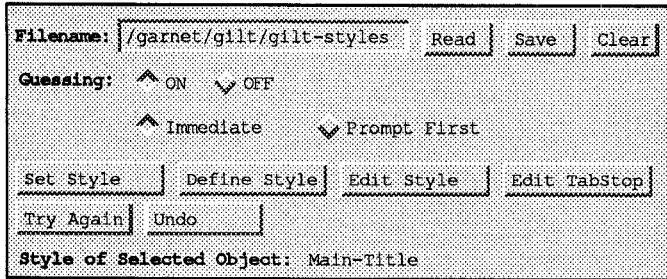 Filename: /garnet/gilt/gilt-styles Read Save Clear
Guessing: ON OFF
Immediate Prompt First
Set Style Define Style Edit Style Edit TabStop
Try Again Undo
Style of Selected Object: Main-Title